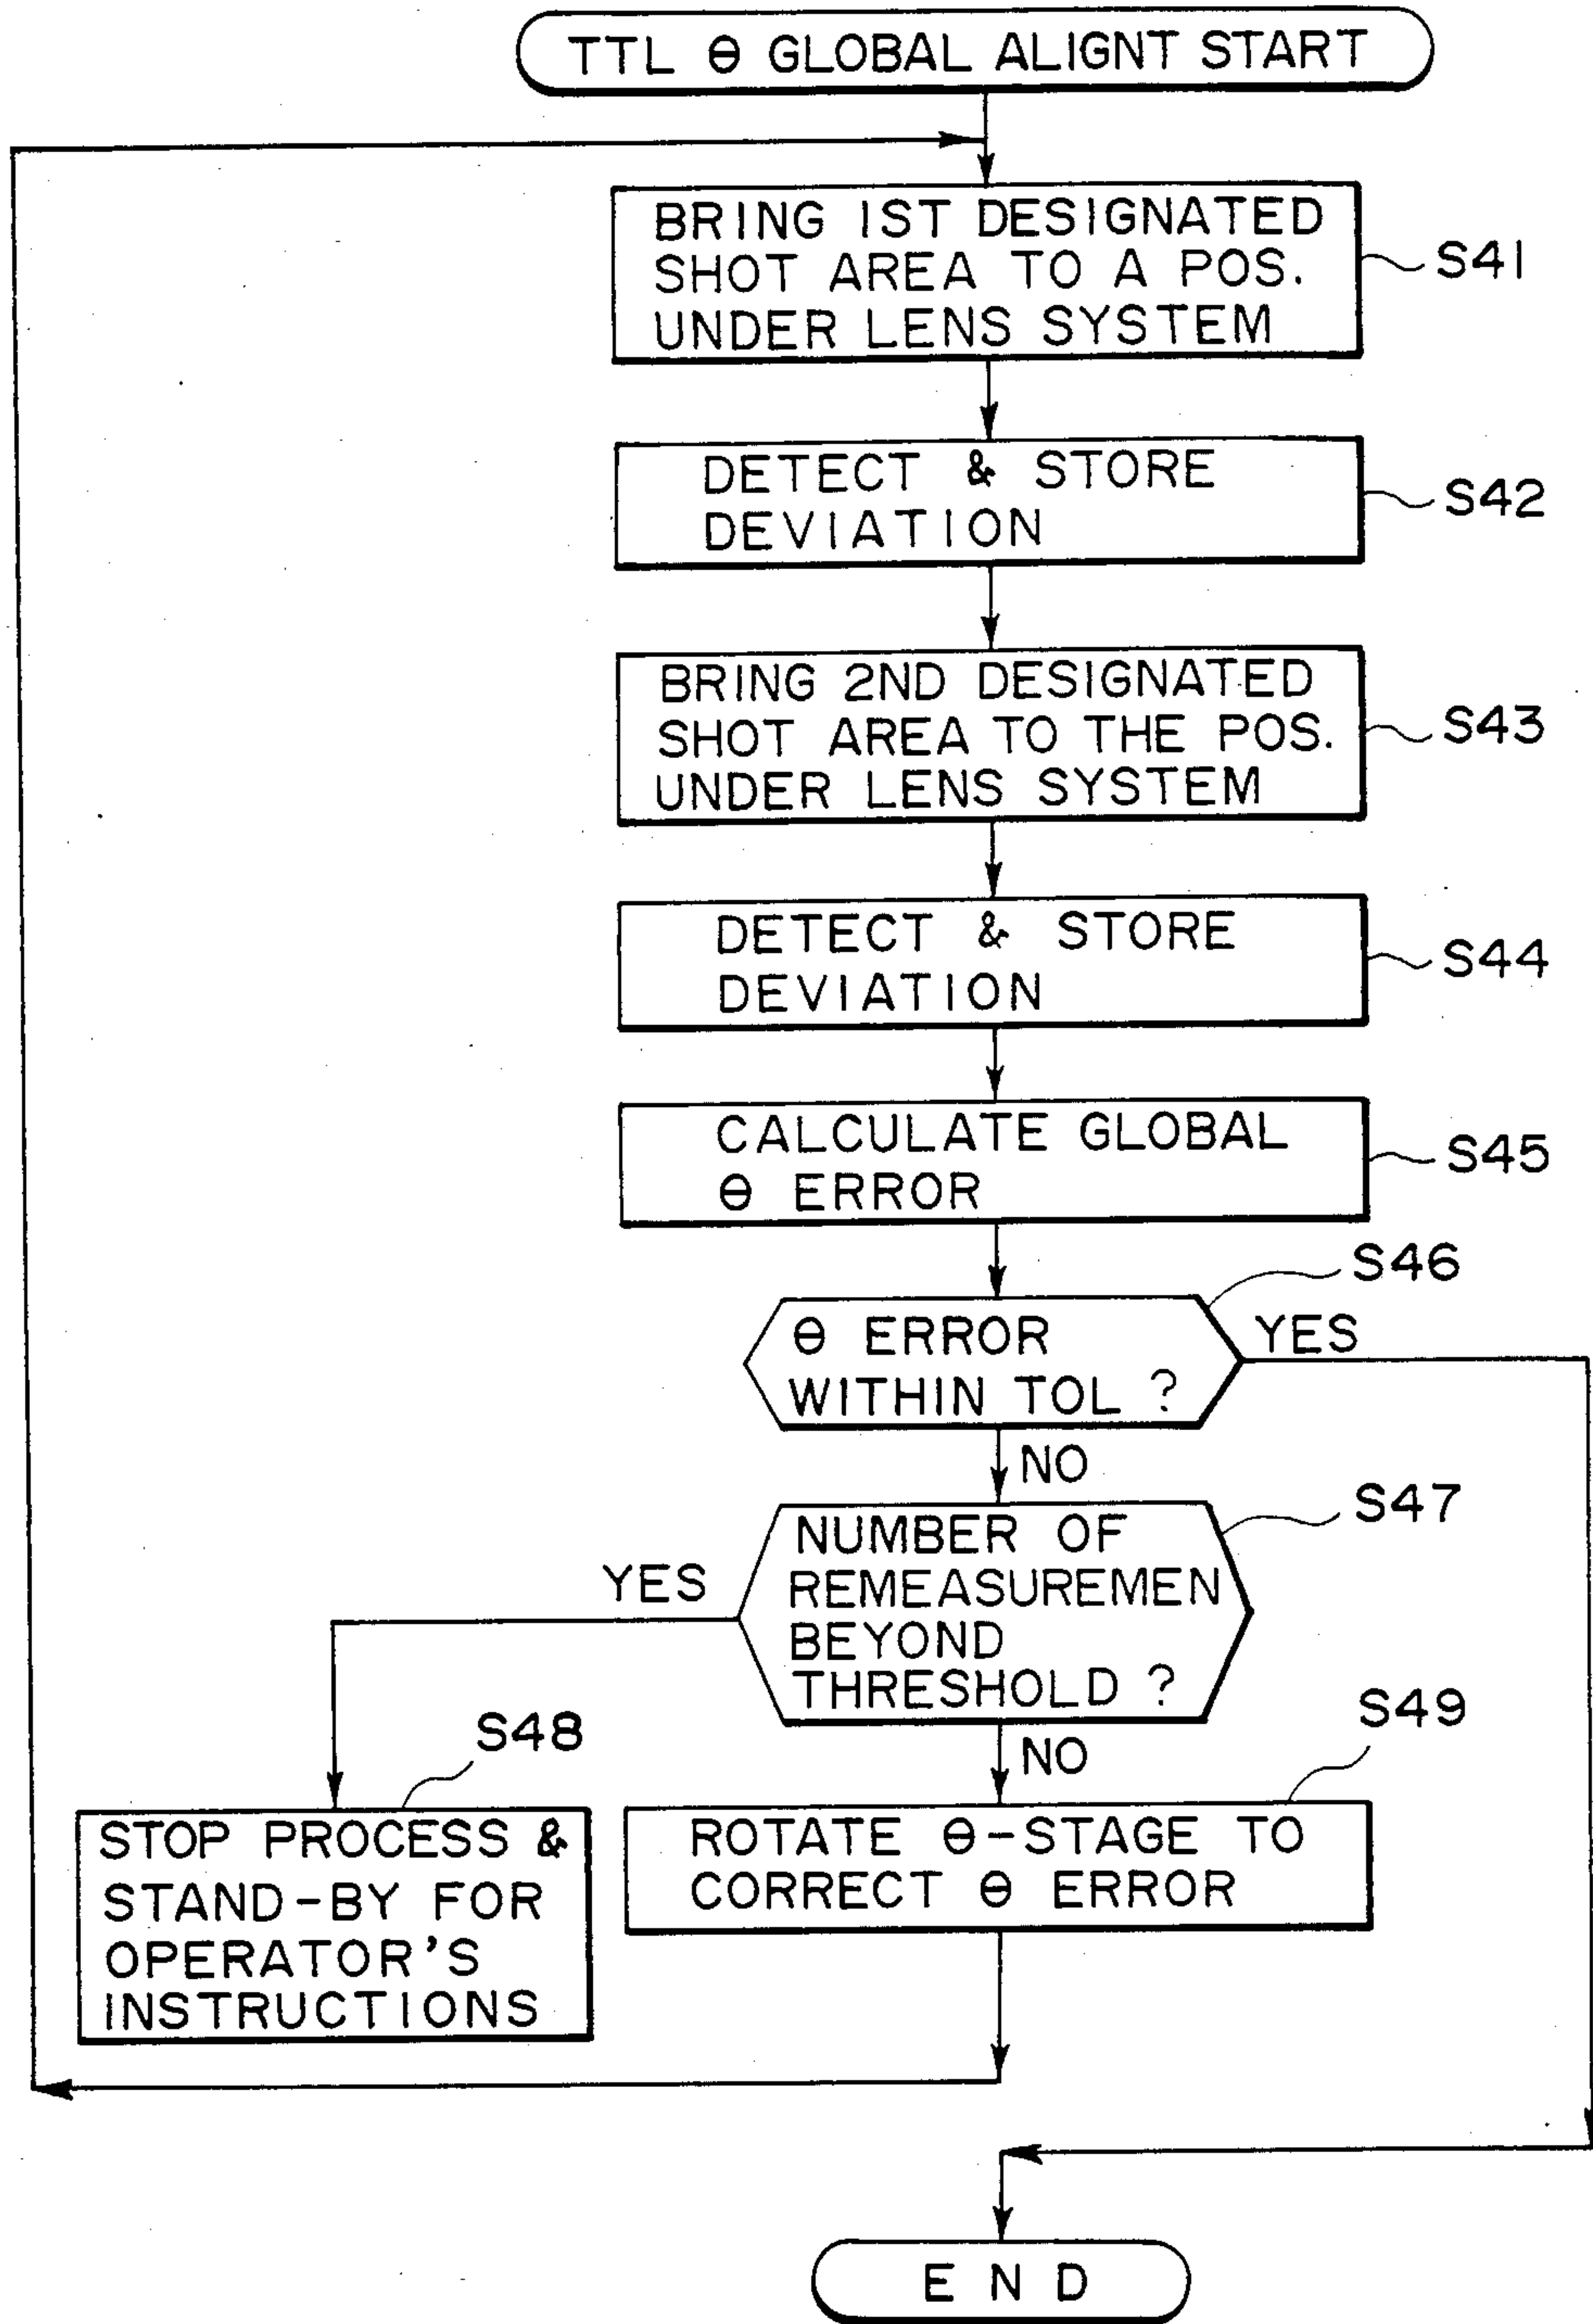 TTL Θ GLOBAL ALIGNT START
BRING 1ST DESIGNATED
SHOT AREA TO A POS.
UNDER LENS SYSTEM
S41
DETECT & STORE
DEVIATION
S42
BRING 2ND DESIGNATED
SHOT AREA TO THE POS.
UNDER LENS SYSTEM
S43
DETECT & STORE
DEVIATION
S44
CALCULATE GLOBAL
Θ ERROR
S45
S46
Θ ERROR
WITHIN TOL ?
YES
NO
S47
NUMBER OF
REMEASUREMEN
BEYOND
THRESHOLD ?
YES
NO
S48
STOP PROCESS &
STAND-BY FOR
OPERATOR'S
INSTRUCTIONS
S49
ROTATE Θ-STAGE TO
CORRECT Θ ERROR
END